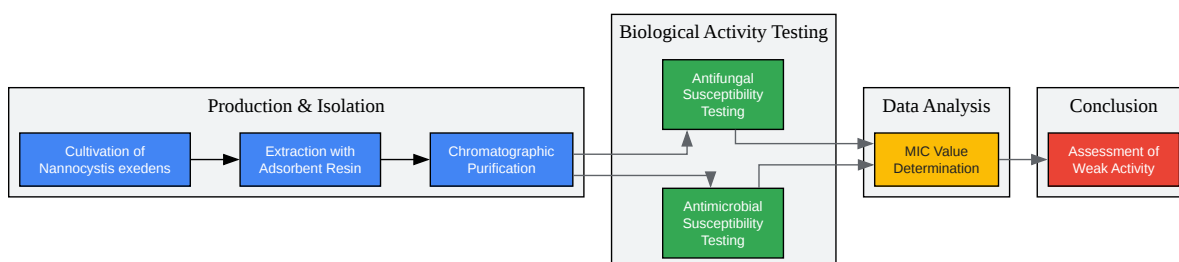 Production & Isolation
Cultivation of
Nannocystis exedens
Extraction with
Adsorbent Resin
Chromatographic
Purification
Biological Activity Testing
Antifungal
Susceptibility
Testing
Antimicrobial
Susceptibility
Testing
Data Analysis
MIC Value
Determination
Conclusion
Assessment of
Weak Activity